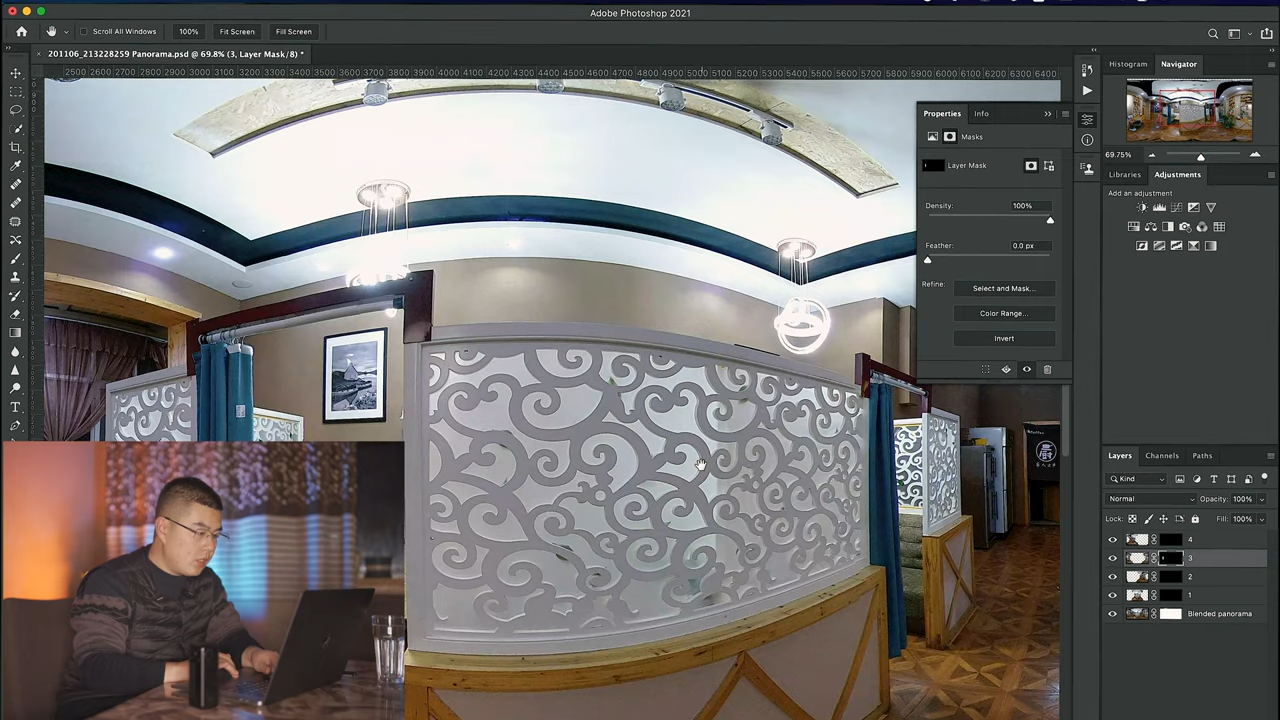 Adobe Photoshop 2021
Scroll All Windows 100% Fit Screen Fill Screen
201106_213228259 Panorama.psd @ 69.8% (3, Layer Mask/8) *
2500 2600 2700 2800 2900 3000 3100 3200 3300 3400 3500 3600 3700 3800 3900 4000 4100 4200 4300 4400 4500 4600 4700 4800 4900 5000 5100 5200 5300 5400 5500 5600 5700 5800 5900 6000 6100 6200 6300 6400
Histogram Navigator
69.75%
Libraries Adjustments
Add an adjustment
Properties Info
Masks
Layer Mask
Density: 100%
Feather: 0.0 px
Refine: Select and Mask...
Color Range...
Invert
Layers Channels Paths
Kind
Normal Opacity: 100%
Lock: Fill: 100%
4
3
2
1
Blended panorama